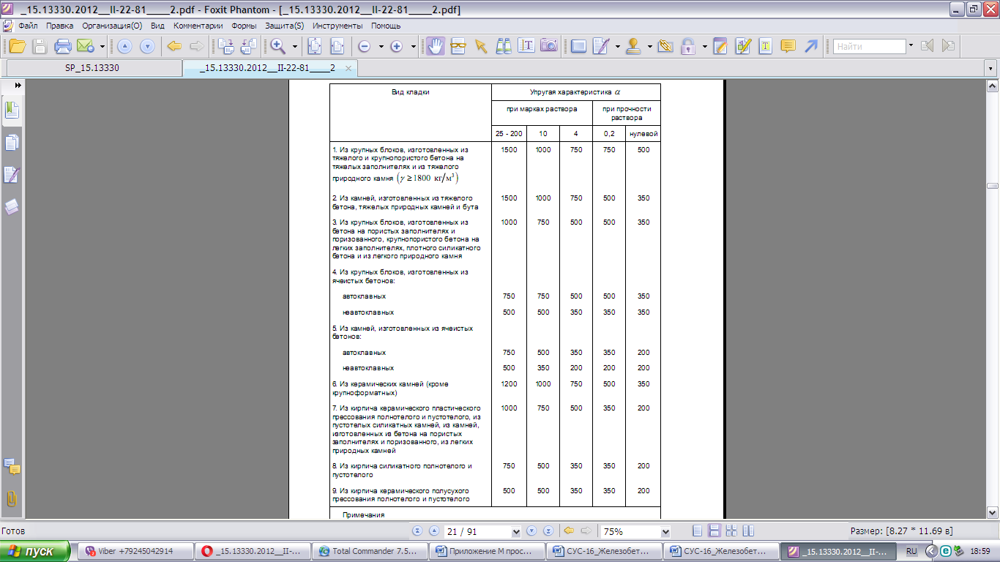 _15.13330.2012__II-22-81____2.pdf - Foxit Phantom - [_15.13330.2012__II-22-81____2.pdf]
Файл Правка Организация(O) Вид Комментарии Формы Защита(S) Инструменты Помощь
Найти
SP_15.13330 _15.13330.2012__II-22-81____2
Вид кладки Упругая характеристика α
при марках раствора при прочности
раствора
25 - 200 10 4 0,2 нулевой
1. Из крупных блоков, изготовленных из 1500 1000 750 750 500
тяжелого и крупнопористого бетона на
тяжелых заполнителях и из тяжелого
природного камня (γ ≥ 1800 кг/м³)
2. Из камней, изготовленных из тяжелого 1500 1000 750 500 350
бетона, тяжелых природных камней и бута
3. Из крупных блоков, изготовленных из 1000 750 500 500 350
бетона на пористых заполнителях и
поризованного, крупнопористого бетона на
легких заполнителях, плотного силикатного
бетона и из легкого природного камня
4. Из крупных блоков, изготовленных из
ячеистых бетонов:
автоклавных 750 750 500 500 350
неавтоклавных 500 500 350 350 350
5. Из камней, изготовленных из ячеистых
бетонов:
автоклавных 750 500 350 350 200
неавтоклавных 500 350 200 200 200
6. Из керамических камней (кроме 1200 1000 750 500 350
крупноформатных)
7. Из кирпича керамического пластического 1000 750 500 350 200
прессования полнотелого и пустотелого, из
пустотелых силикатных камней, из камней,
изготовленных из бетона на пористых
заполнителях и поризованного, из легких
природных камней
8. Из кирпича силикатного полнотелого и 750 500 350 350 200
пустотелого
9. Из кирпича керамического полусухого 500 500 350 350 200
прессования полнотелого и пустотелого
Примечания
Готов 21 / 91 75% Размер: [8.27 * 11.69 в]
пуск Viber +79245042914 _15.13330.2012__II-... Total Commander 7.5... Приложение М прос... СУС-16_Железобет... СУС-16_Железобет... _15.13330.2012__II-... RU 18:59